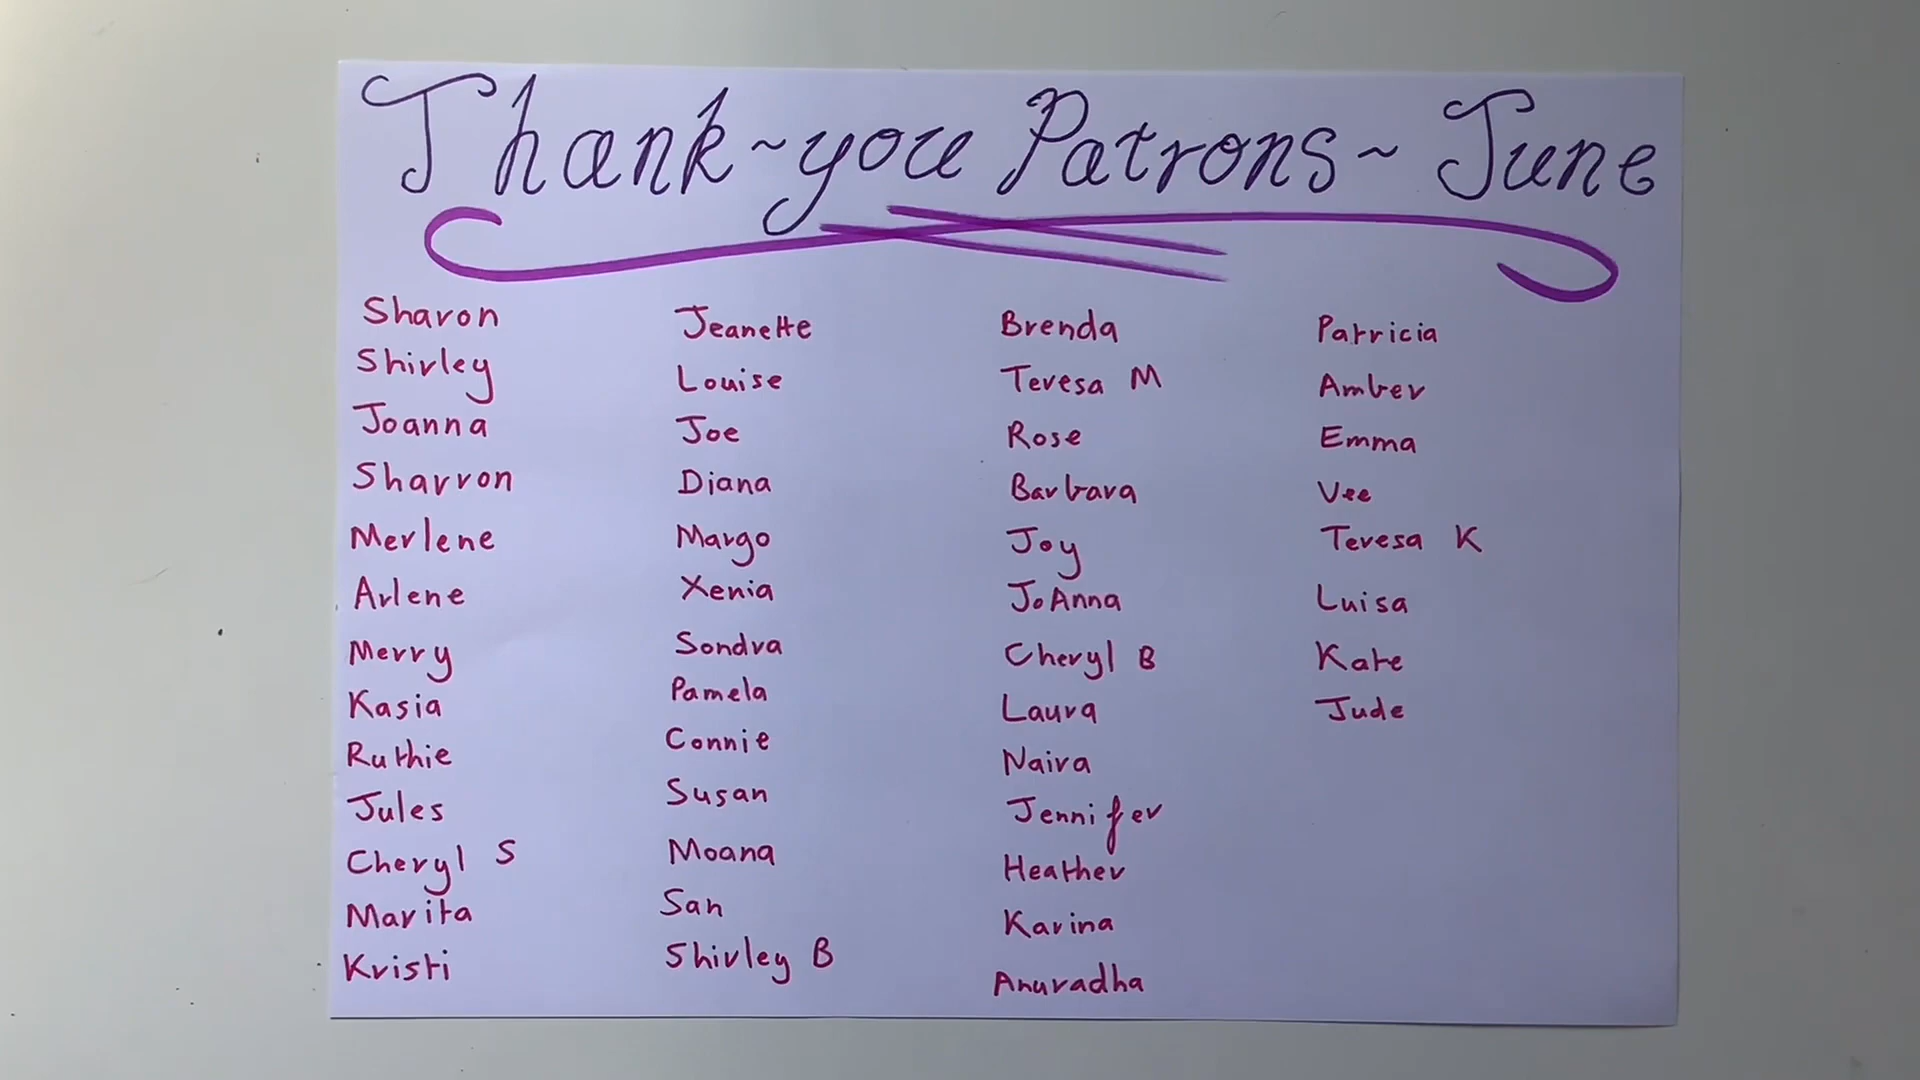 Thank~you Patrons~ June
Sharon
Shirley
Joanna
Sharron
Merlene
Arlene
Merry
Kasia
Ruthie
Jules
Cheryl S
Marita
Kristi
Jeanette
Louise
Joe
Diana
Margo
Xenia
Sondra
Pamela
Connie
Susan
Moana
San
Shirley B
Brenda
Teresa M
Rose
Barbara
Joy
JoAnna
Cheryl B
Laura
Naira
Jennifer
Heather
Karina
Anuradha
Patricia
Amber
Emma
Vee
Teresa K
Luisa
Kate
Jude